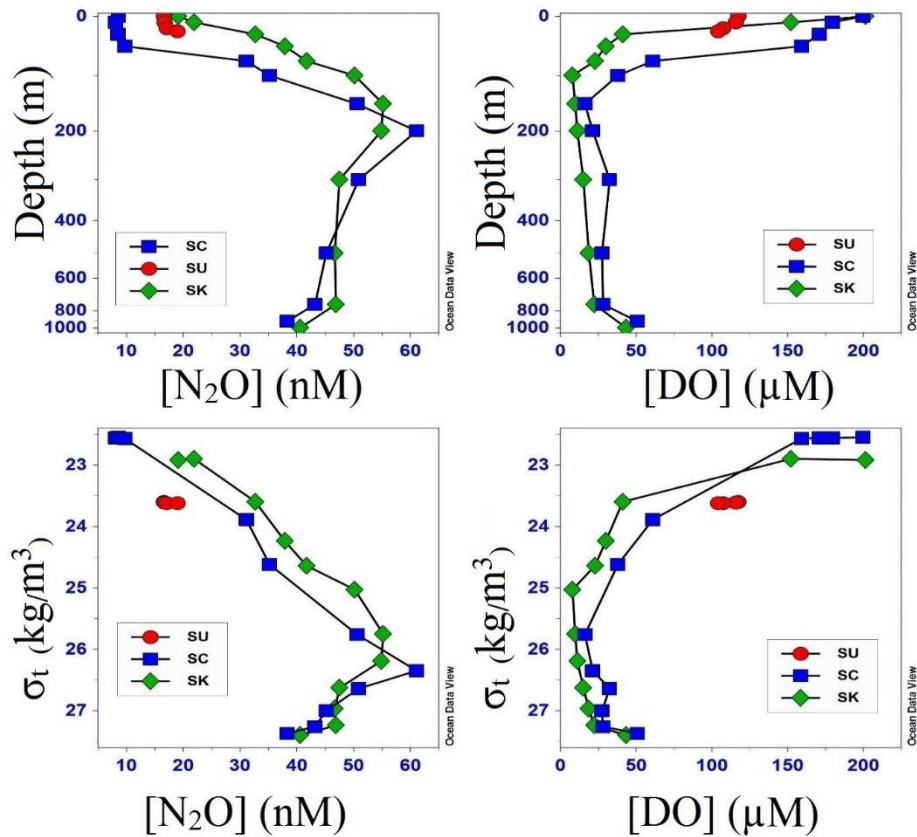 Depth (m)
0
200
400
600
800
1000
SC
SU
SK
10 20 30 40 50 60
[N₂O] (nM)
Ocean Data View
Depth (m)
0
200
400
600
800
1000
SU
SC
SK
0 50 100 150 200
[DO] (µM)
Ocean Data View
σt (kg/m³)
23
24
25
26
27
SU
SC
SK
10 20 30 40 50 60
[N₂O] (nM)
Ocean Data View
σt (kg/m³)
23
24
25
26
27
SU
SC
SK
0 50 100 150 200
[DO] (µM)
Ocean Data View